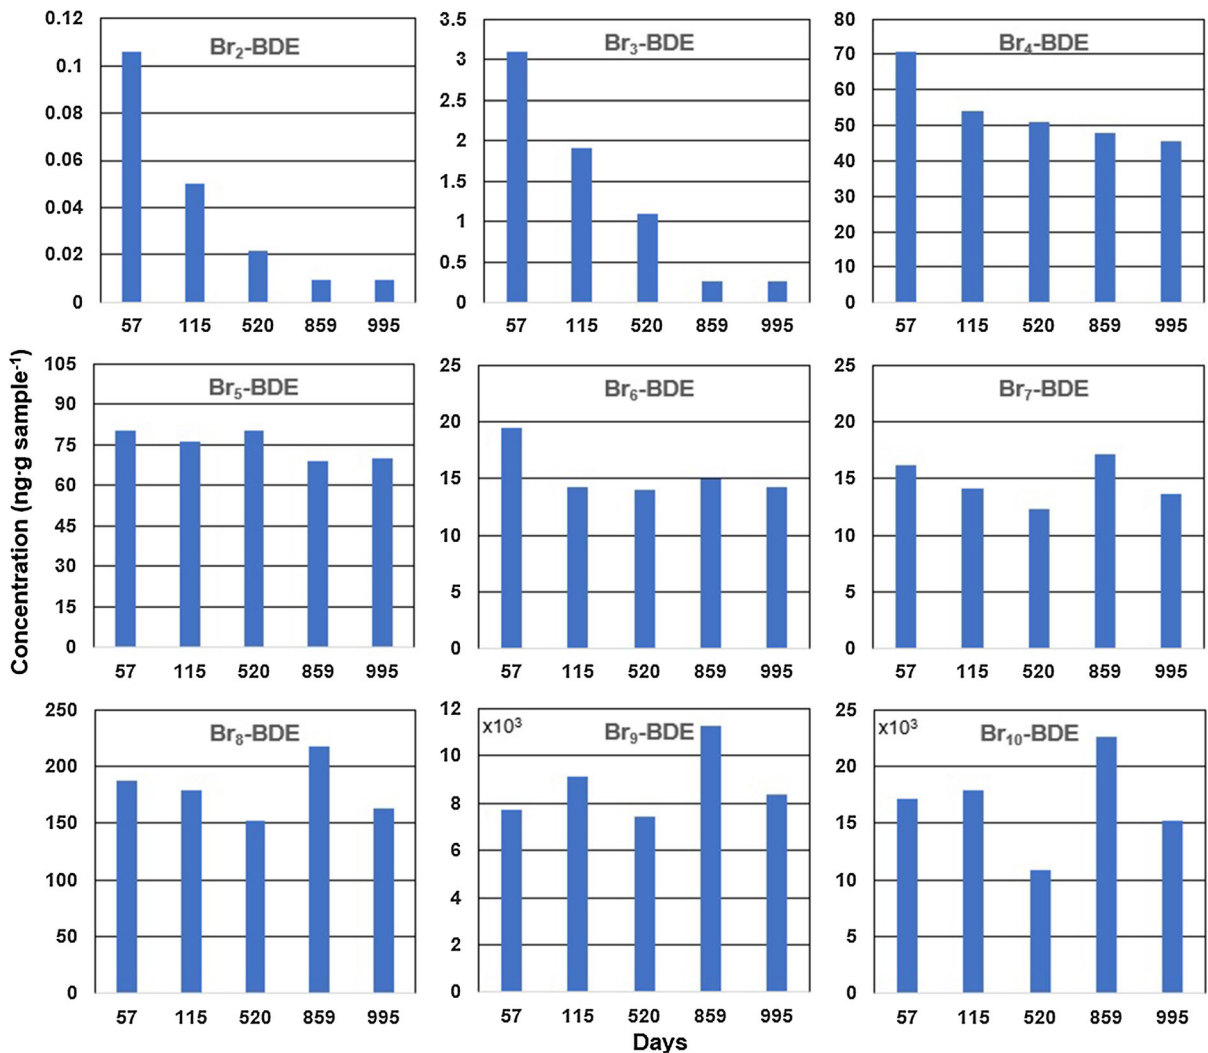 Concentration (ng·g sample⁻¹)
Br₂-BDE
0.12
0.1
0.08
0.06
0.04
0.02
0
57 115 520 859 995
Br₃-BDE
3.5
3
2.5
2
1.5
1
0.5
0
57 115 520 859 995
Br₄-BDE
80
70
60
50
40
30
20
10
0
57 115 520 859 995
Br₅-BDE
105
90
75
60
45
30
15
0
57 115 520 859 995
Br₆-BDE
25
20
15
10
5
0
57 115 520 859 995
Br₇-BDE
25
20
15
10
5
0
57 115 520 859 995
Br₈-BDE
250
200
150
100
50
0
57 115 520 859 995
x10³
Br₉-BDE
12
10
8
6
4
2
0
57 115 520 859 995
x10³
Br₁₀-BDE
25
20
15
10
5
0
57 115 520 859 995
Days